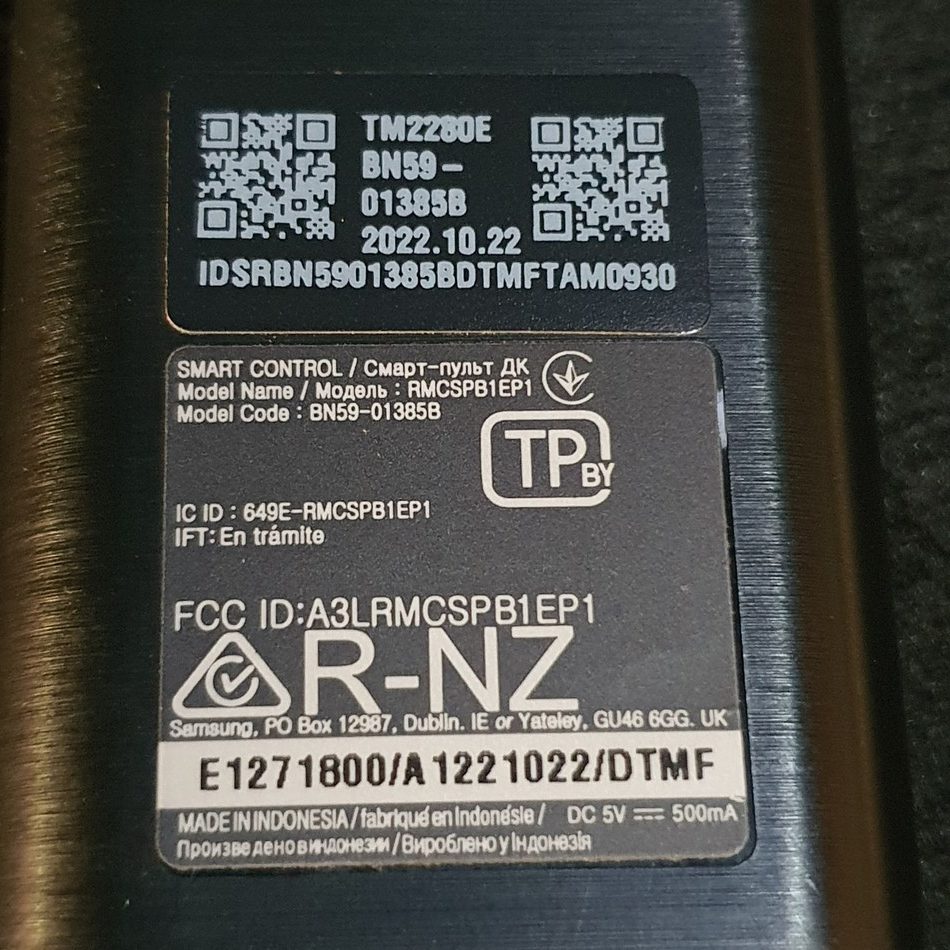 TM2280E
BN59-
01385B
2022.10.22
IDSRBN5901385BDTMFTAM0930
SMART CONTROL / Смарт-пульт ДК
Model Name / Модель : RMCSPB1EP1
Model Code : BN59-01385B
TP BY
IC ID : 649E-RMCSPB1EP1
IFT: En trámite
FCC ID:A3LRMCSPB1EP1
R-NZ
Samsung, PO Box 12987, Dublin. IE or Yateley, GU46 6GG. UK
E1271800/A1221022/DTMF
MADE IN INDONESIA / fabriqué en Indonésie / DC 5V ⎓ 500mA
Произведено в индонезии / Вироблено у Індонезія